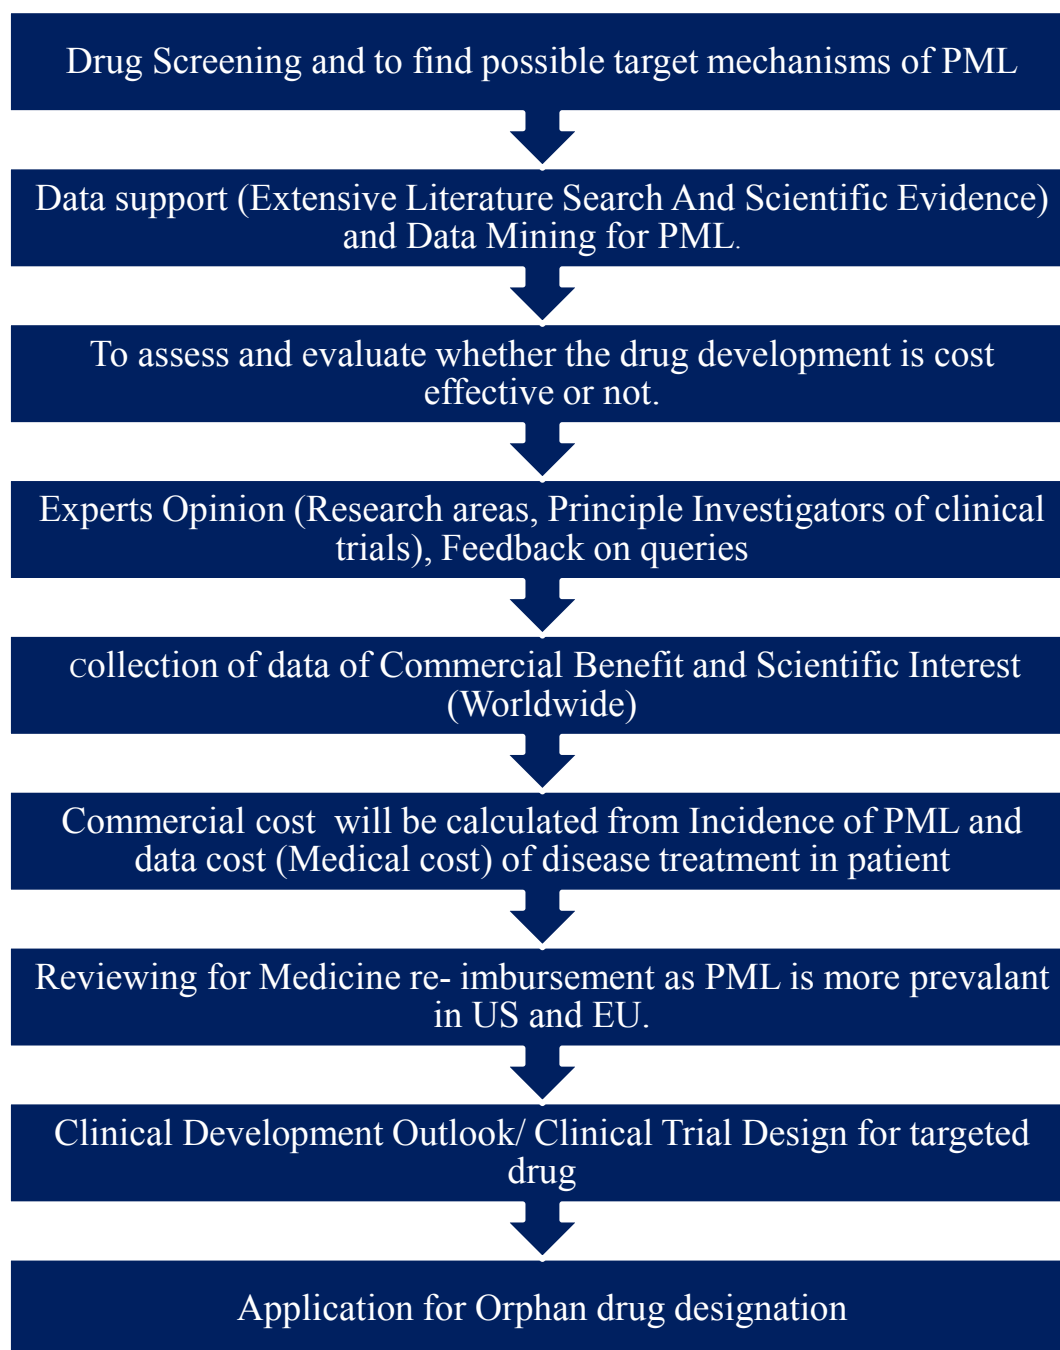 Drug Screening and to find possible target mechanisms of PML
Data support (Extensive Literature Search And Scientific Evidence)
and Data Mining for PML.
To assess and evaluate whether the drug development is cost
effective or not.
Experts Opinion (Research areas, Principle Investigators of clinical
trials), Feedback on queries
collection of data of Commercial Benefit and Scientific Interest
(Worldwide)
Commercial cost will be calculated from Incidence of PML and
data cost (Medical cost) of disease treatment in patient
Reviewing for Medicine re- imbursement as PML is more prevalant
in US and EU.
Clinical Development Outlook/ Clinical Trial Design for targeted
drug
Application for Orphan drug designation